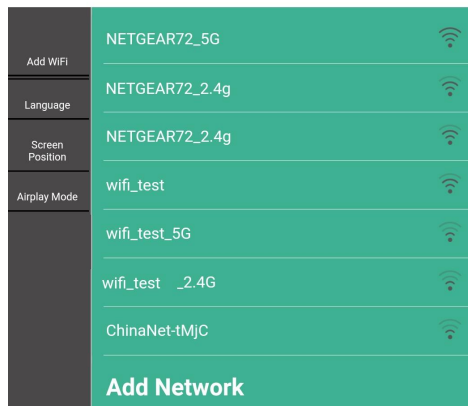 Add WiFi
Language
Screen
Position
Airplay Mode
NETGEAR72_5G
NETGEAR72_2.4g
NETGEAR72_2.4g
wifi_test
wifi_test_5G
wifi_test _2.4G
ChinaNet-tMjC
Add Network